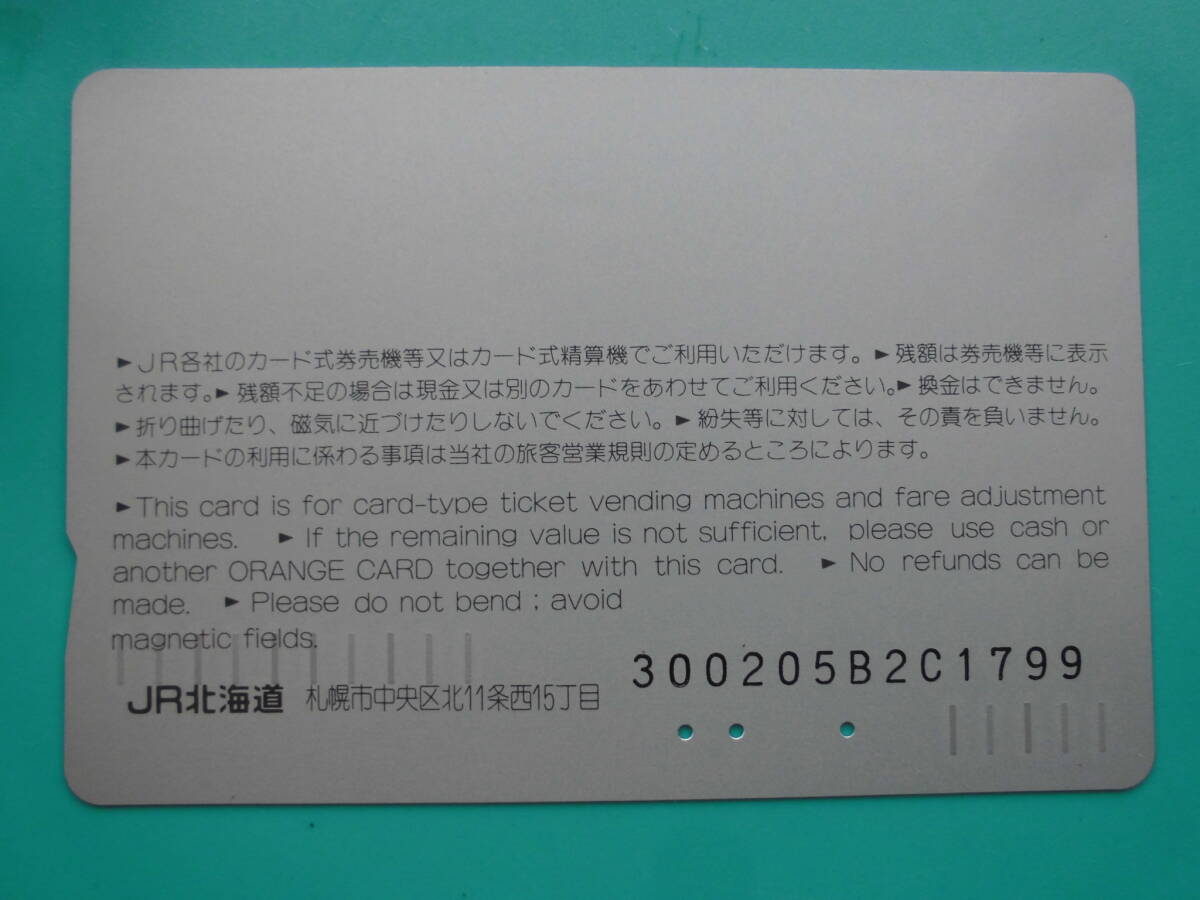 ►JR各社のカード式券売機等又はカード式精算機でご利用いただけます。►残額は券売機等に表示
されます。►残額不足の場合は現金又は別のカードをあわせてご利用ください。►換金はできません。
►折り曲げたり、磁気に近づけたりしないでください。►紛失等に対しては、その責を負いません。
►本カードの利用に係わる事項は当社の旅客営業規則の定めるところによります。
►This card is for card-type ticket vending machines and fare adjustment
machines. ►If the remaining value is not sufficient, please use cash or
another ORANGE CARD together with this card. ►No refunds can be
made. ►Please do not bend ; avoid
magnetic fields.
300205B2C1799
JR北海道 札幌市中央区北11条西15丁目